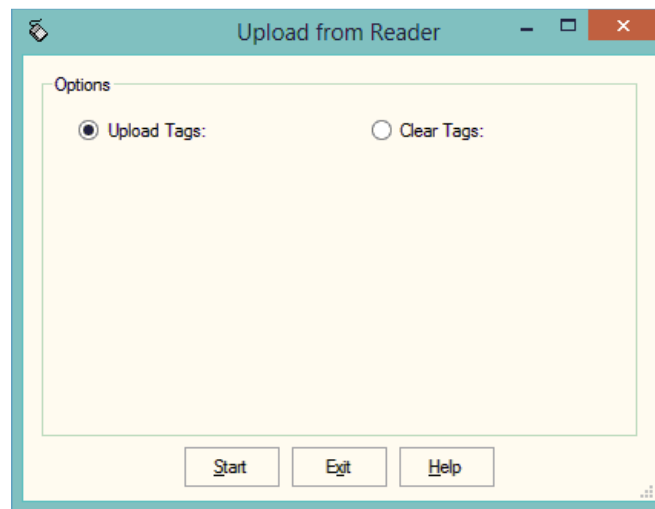 Upload from Reader
Options
Upload Tags: Clear Tags:
Start Exit Help